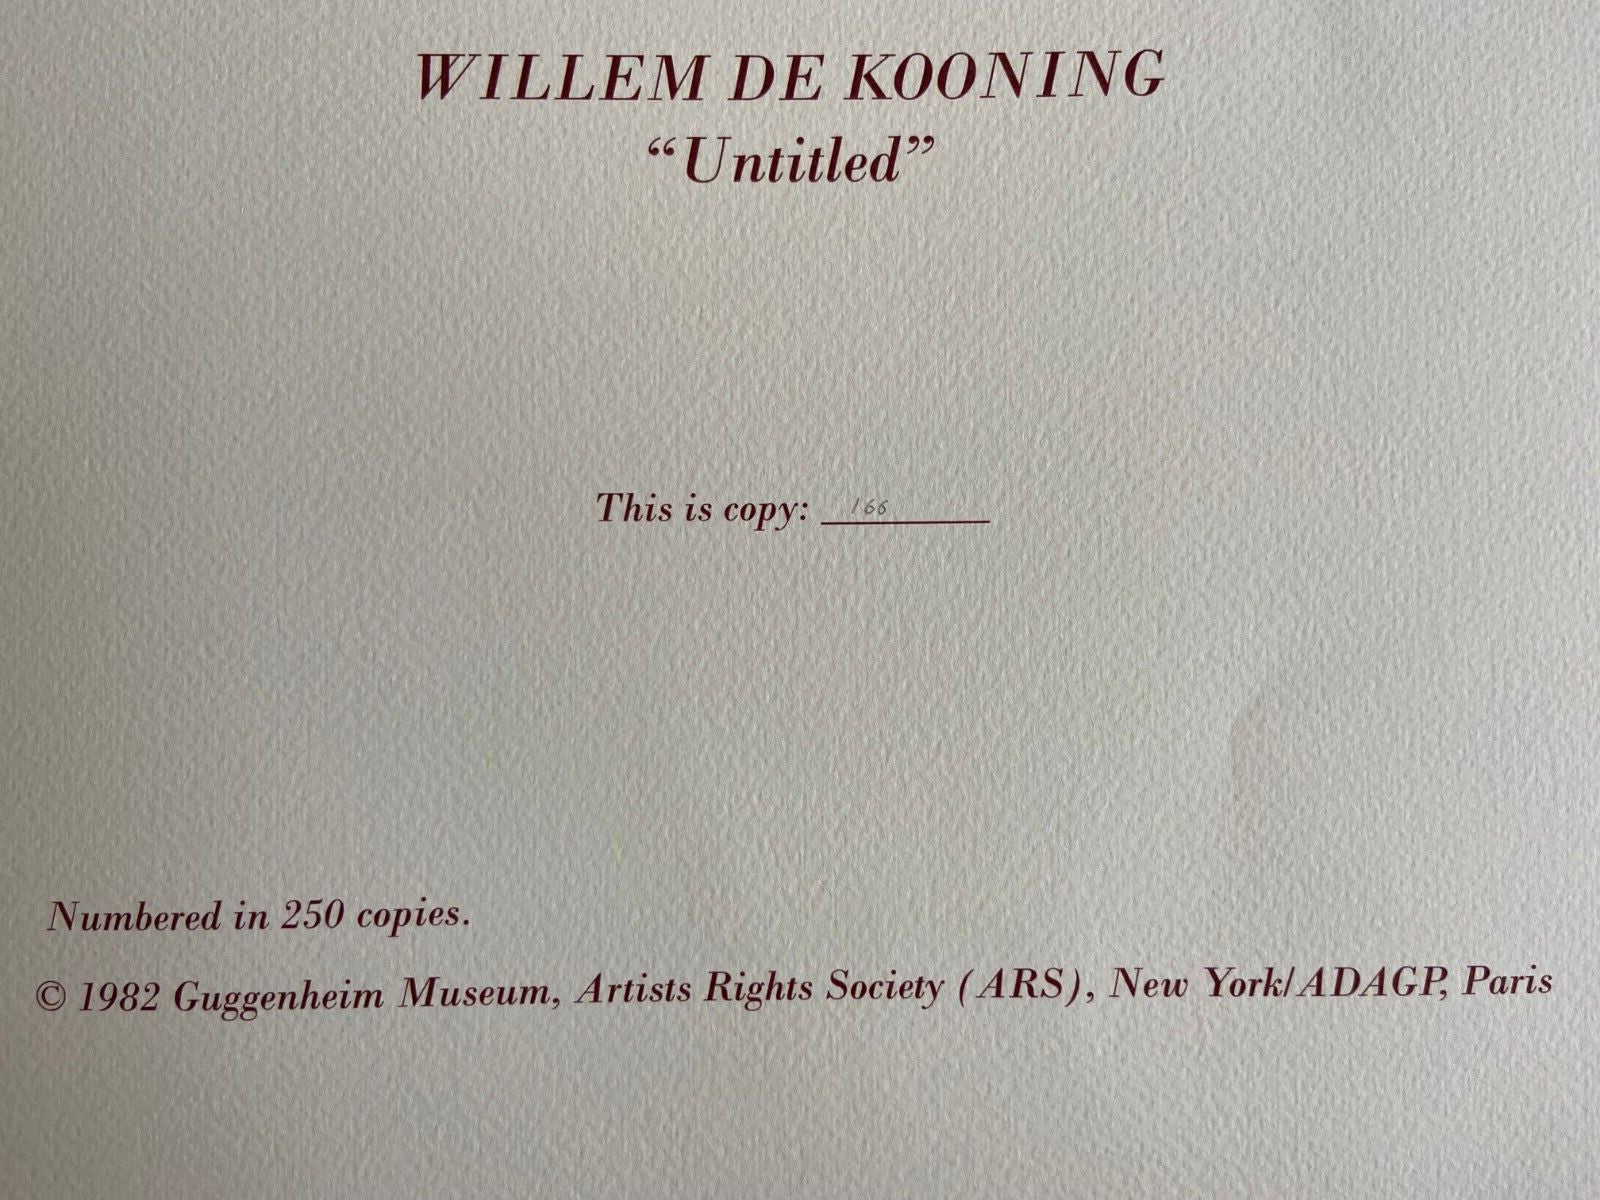 WILLEM DE KOONING
“Untitled”
This is copy: 166
Numbered in 250 copies.
© 1982 Guggenheim Museum, Artists Rights Society (ARS), New York/ADAGP, Paris